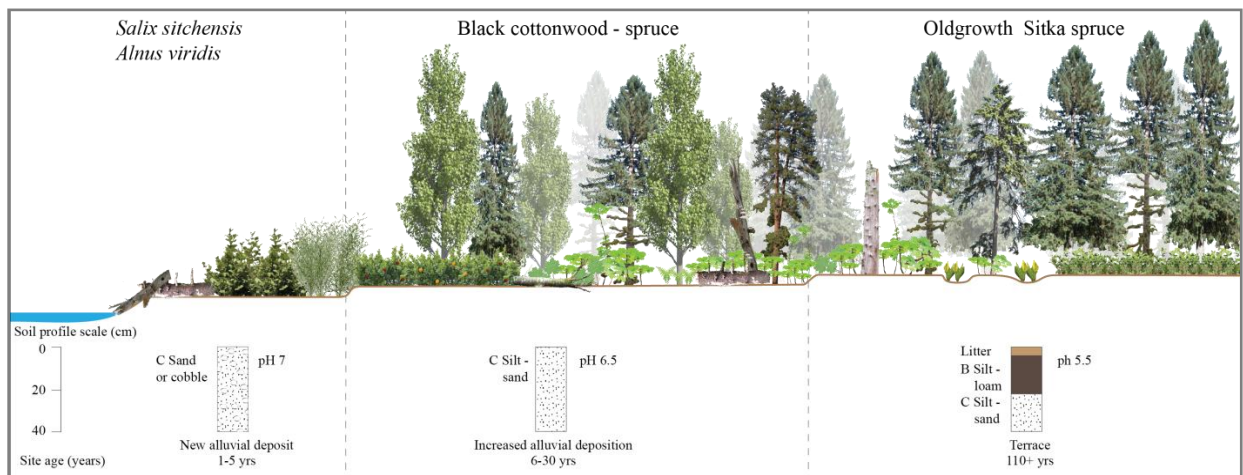 Salix sitchensis
Alnus viridis
Black cottonwood - spruce
Oldgrowth Sitka spruce
Soil profile scale (cm)
0
20
40
C Sand
or cobble
pH 7
New alluvial deposit
1-5 yrs
C Silt -
sand
pH 6.5
Increased alluvial deposition
6-30 yrs
Litter
B Silt -
loam
C Silt -
sand
ph 5.5
Terrace
110+ yrs
Site age (years)